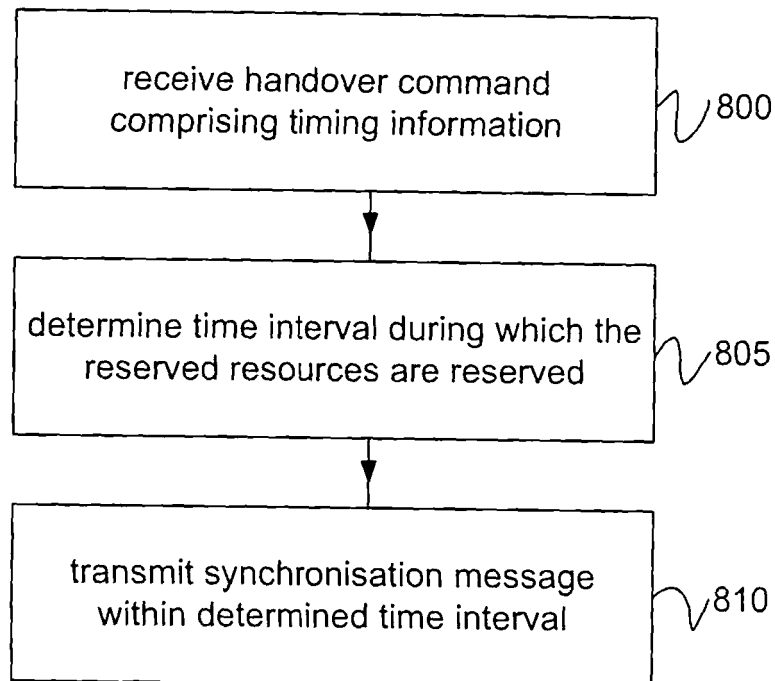 receive handover command
comprising timing information
800
determine time interval during which the
reserved resources are reserved
805
transmit synchronisation message
within determined time interval
810